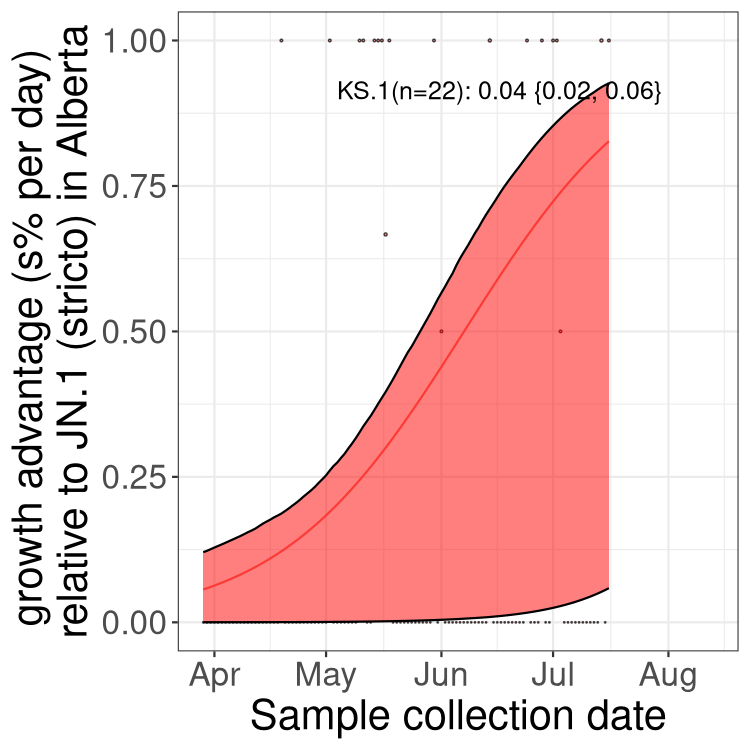 growth advantage (s% per day)
relative to JN.1 (stricto) in Alberta
1.00
KS.1(n=22): 0.04 {0.02, 0.06}
0.75
0.50
0.25
0.00
Apr May Jun Jul Aug
Sample collection date